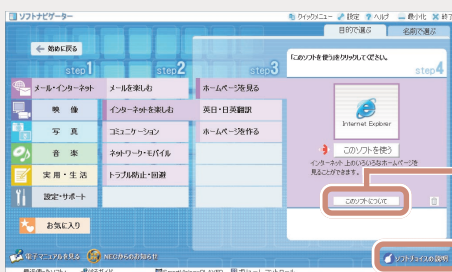 ソフトナビゲーター
クイックメニュー 設定 ? ヘルプ 最小化 × 終了
目的で選ぶ 名前で選ぶ
← 始めに戻る
step1 step2 step3 step4
「このソフトを使う」をクリックしてください。
メール・インターネット メールを楽しむ ホームページを見る
映 像 インターネットを楽しむ 英日・日英翻訳
写 真 コミュニケーション ホームページを作る
音 楽 ネットワーク・モバイル
実用・生活 トラブル防止・回避
設定・サポート
お気に入り
Internet Explorer
このソフトを使う
インターネット上のいろいろなホームページを
見ることができます。
このソフトについて
電子マニュアルを見る NECからのお知らせ
ソフトチョイスの説明